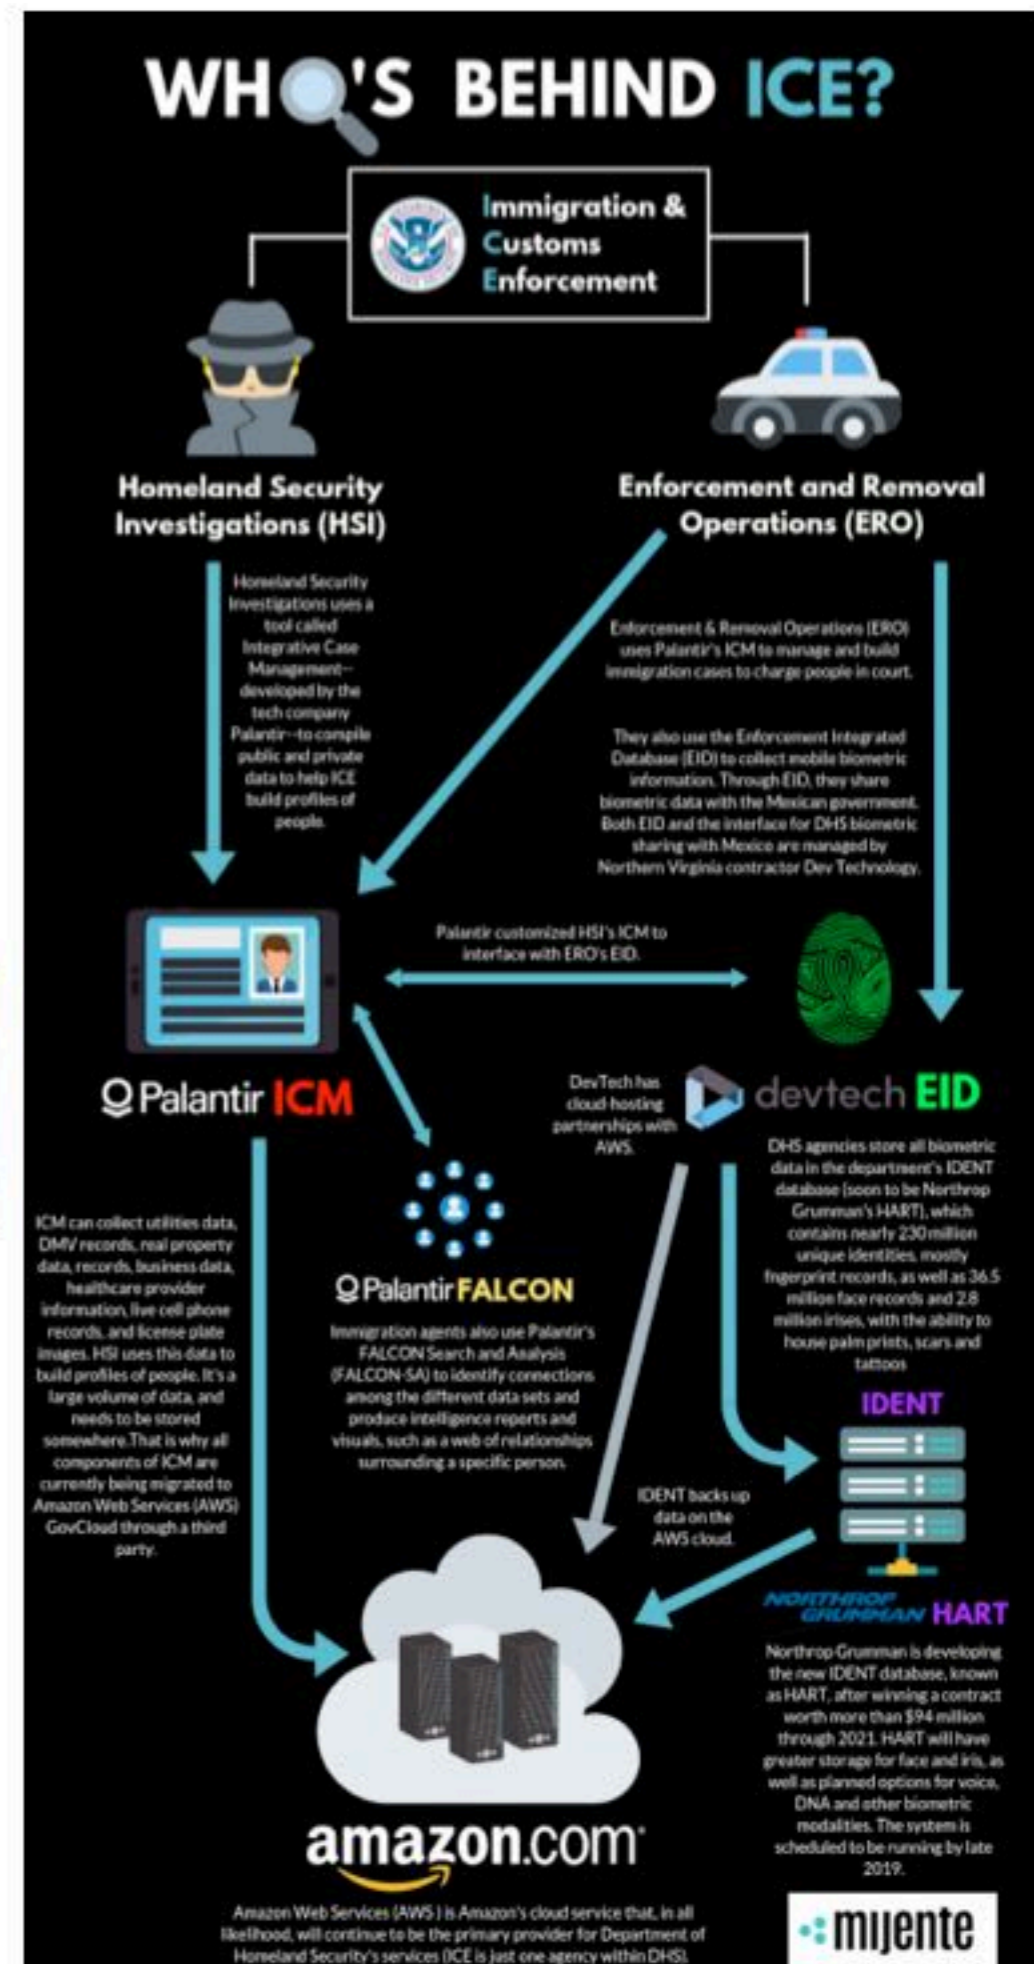 WHO'S BEHIND ICE?
Immigration &
Customs
Enforcement
Homeland Security
Investigations (HSI)
Enforcement and Removal
Operations (ERO)
Homeland Security
Investigations uses a
tool called
Integrative Case
Management--
developed by the
tech company
Palantir--to compile
public and private
data to help ICE
build profiles of
people.
Enforcement & Removal Operations (ERO)
uses Palantir's ICM to manage and build
immigration cases to charge people in court.
They also use the Enforcement Integrated
Database (EID) to collect mobile biometric
information. Through EID, they share
biometric data with the Mexican government.
Both EID and the interface for DHS biometric
sharing with Mexico are managed by
Northern Virginia contractor Dev Technology.
Palantir customized HSI's ICM to
interface with ERO's EID.
Palantir ICM
DevTech has
cloud-hosting
partnerships with
AWS.
devtech EID
DHS agencies store all biometric
data in the department's IDENT
database (soon to be Northrop
Grumman's HART), which
contains nearly 230 million
unique identities, mostly
fngerprint records, as well as 36.5
million face records and 2.8
million irises, with the ability to
house palm prints, scars and
tattoos
ICM can collect utilities data,
DMV records, real property
data, records, business data,
healthcare provider
information, live cell phone
records, and license plate
images. HSI uses this data to
build profiles of people. It's a
large volume of data, and
needs to be stored
somewhere.That is why all
components of ICM are
currently being migrated to
Amazon Web Services (AWS)
GovCloud through a third
party.
Palantir FALCON
Immigration agents also use Palantir's
FALCON Search and Analysis
(FALCON-SA) to identify connections
among the different data sets and
produce intelligence reports and
visuals, such as a web of relationships
surrounding a specific person.
IDENT
IDENT backs up
data on the
AWS cloud.
NORTHROP
GRUMMAN HART
Northrop Grumman is developing
the new IDENT database, known
as HART, after winning a contract
worth more than $94 million
through 2021. HART will have
greater storage for face and iris, as
well as planned options for voice,
DNA and other biometric
modalities. The system is
scheduled to be running by late
2019.
amazon.com
Amazon Web Services (AWS ) is Amazon's cloud service that, in all
likelihood, will continue to be the primary provider for Department of
Homeland Security's services (ICE is just one agency within DHS).
mijente